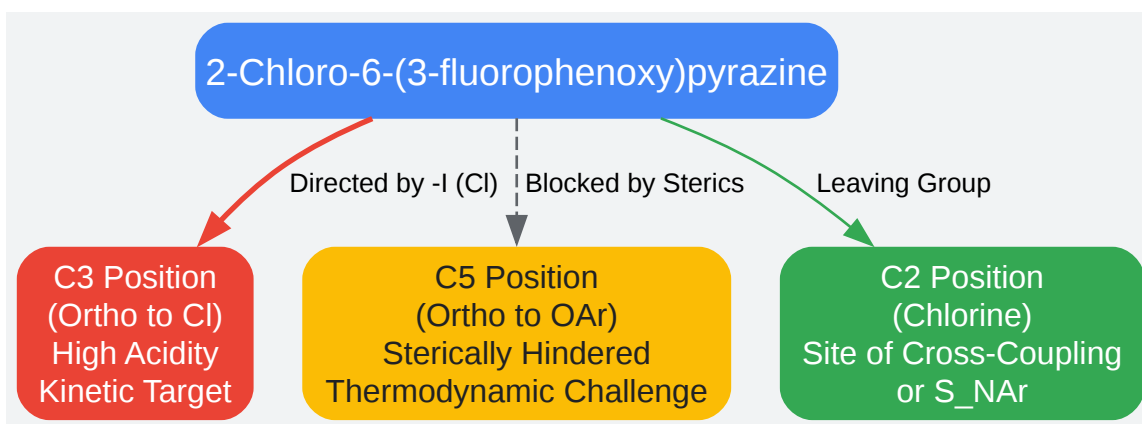 2-Chloro-6-(3-fluorophenoxy)pyrazine
Directed by -I (Cl)
Blocked by Sterics
Leaving Group
C3 Position
(Ortho to Cl)
High Acidity
Kinetic Target
C5 Position
(Ortho to OAr)
Sterically Hindered
Thermodynamic Challenge
C2 Position
(Chlorine)
Site of Cross-Coupling
or S_NAr